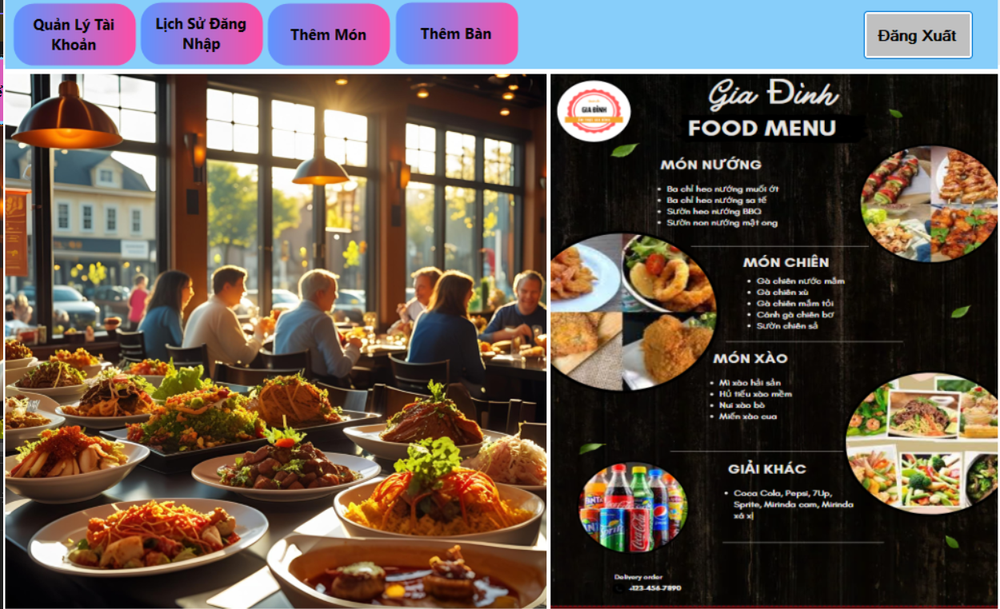 Quản Lý Tài
Khoản
Lịch Sử Đăng
Nhập
Thêm Món
Thêm Bàn
Đăng Xuất
GIA ĐÌNH
Gia Đình
FOOD MENU
MÓN NƯỚNG
Ba chỉ heo nướng muối ớt
Ba chỉ heo nướng sa tế
Sườn heo nướng BBQ
Sườn non nướng mật ong
MÓN CHIÊN
Gà chiên nước mắm
Gà chiên xù
Gà chiên mắm tỏi
Cánh gà chiên bơ
Sườn chiên sả
MÓN XÀO
Mì xào hải sản
Hủ tiếu xào mềm
Nui xào bò
Miến xào cua
GIẢI KHÁC
Coca Cola, Pepsi, 7Up,
Sprite, Mirinda cam, Mirinda
xá xị
Delivery order
+123-456-7890